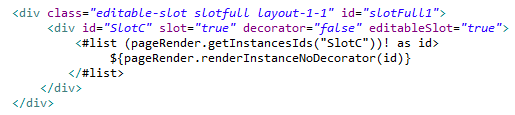 <div class="editable-slot slotfull layout-1-1" id="slotFull1">
<div id="SlotC" slot="true" decorator="false" editableSlot="true">
<#list (pageRender.getInstancesIds("SlotC"))! as id>
${pageRender.renderInstanceNoDecorator(id)}
</#list>
</div>
</div>